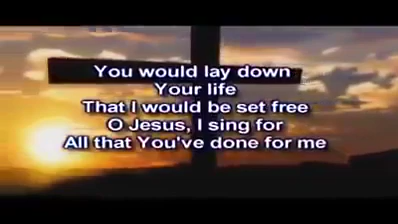 You would lay down
Your life
That I would be set free
O Jesus, I sing for
All that You've done for me